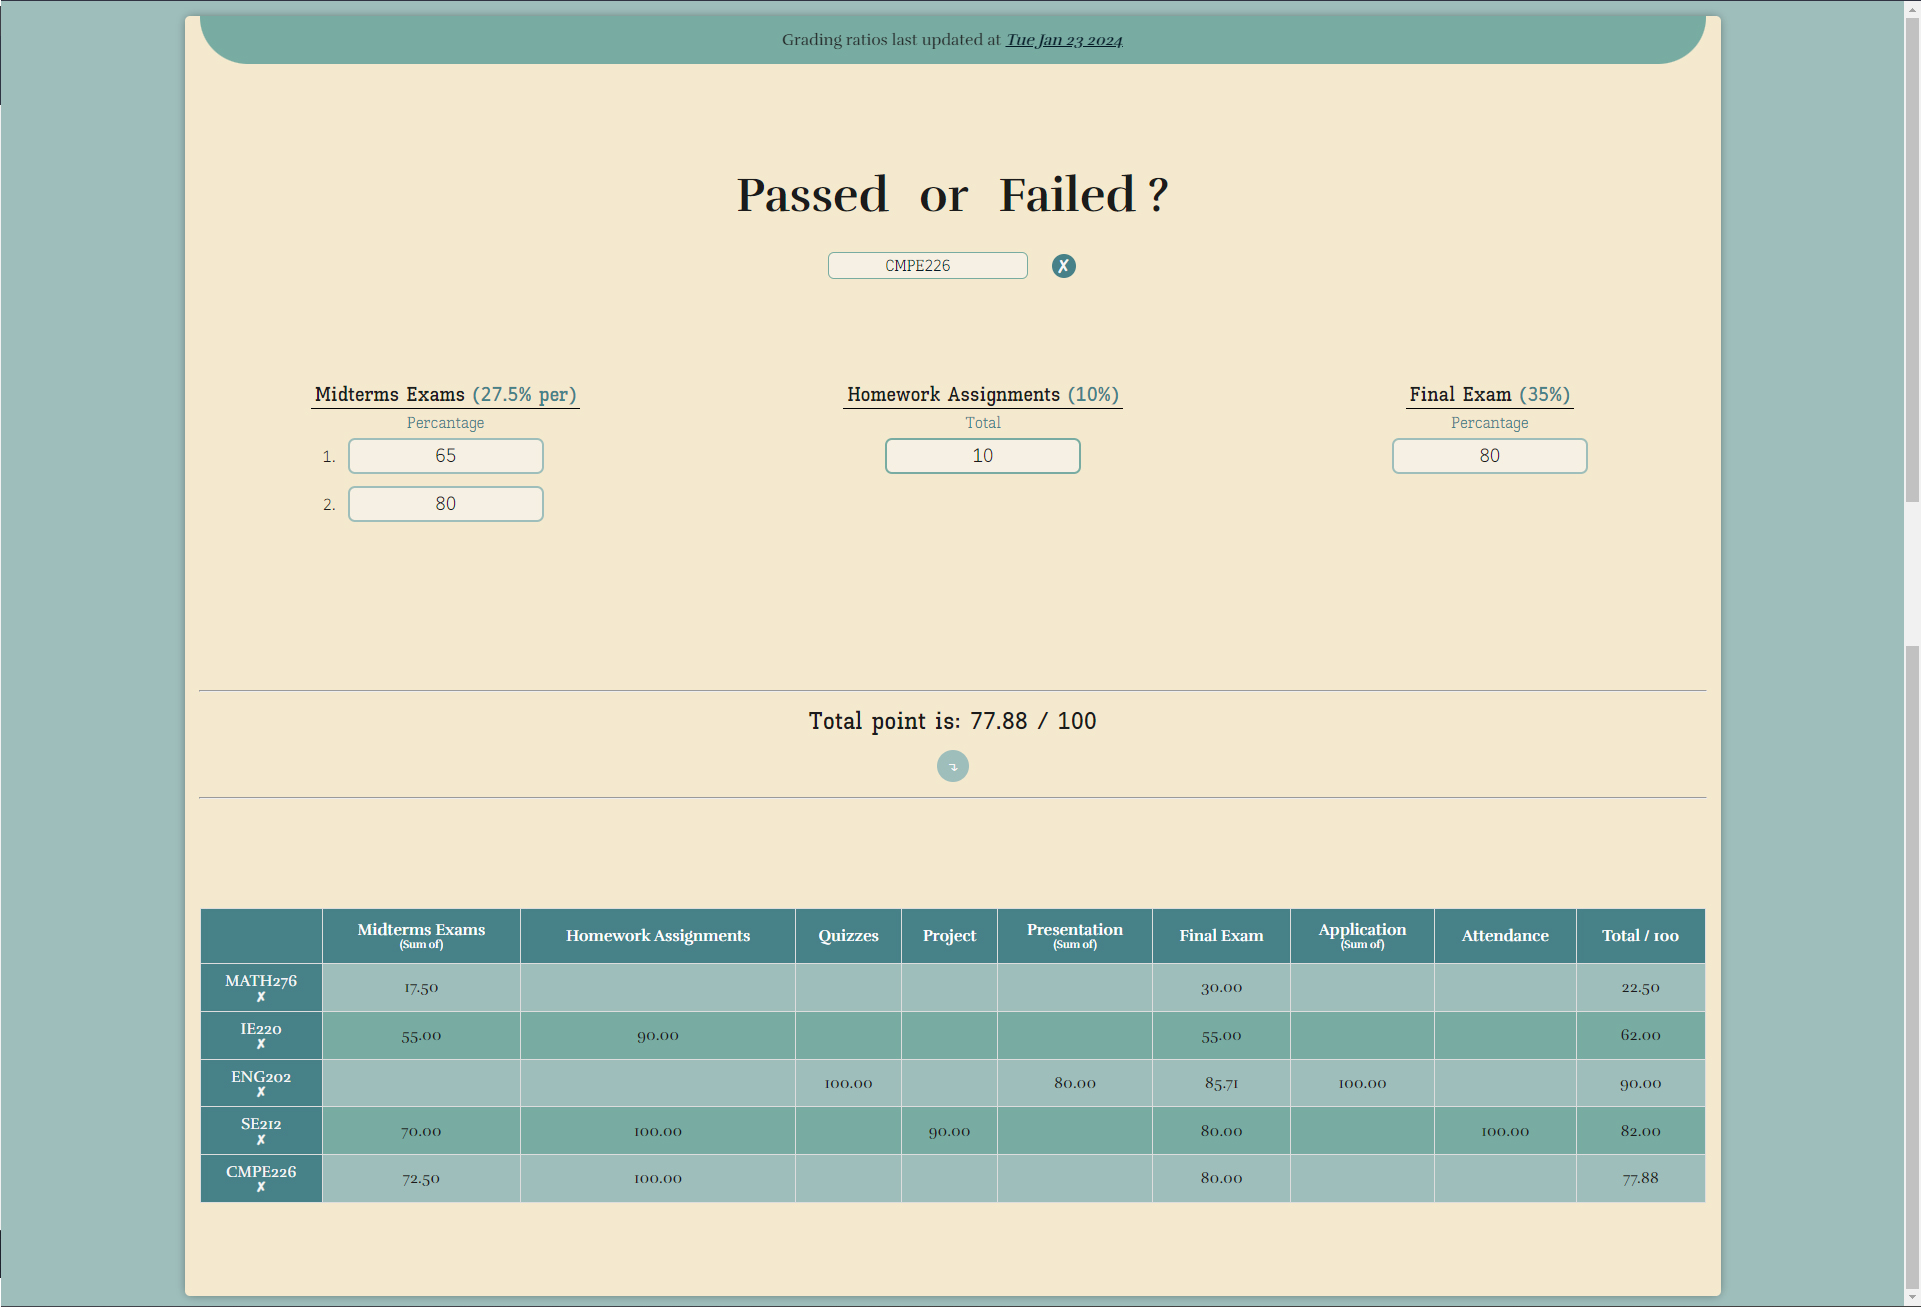 Grading ratios last updated at Tue Jan 23 2024
Passed or Failed ?
CMPE226 ✗
Midterms Exams (27.5% per)
Percantage
1. 65
2. 80
Homework Assignments (10%)
Total
10
Final Exam (35%)
Percantage
80
Total point is: 77.88 / 100
↴
Midterms Exams (Sum of) Homework Assignments Quizzes Project Presentation (Sum of) Final Exam Application (Sum of) Attendance Total / 100
MATH276 ✗ 17.50 30.00 22.50
IE220 ✗ 55.00 90.00 55.00 62.00
ENG202 ✗ 100.00 80.00 85.71 100.00 90.00
SE212 ✗ 70.00 100.00 90.00 80.00 100.00 82.00
CMPE226 ✗ 72.50 100.00 80.00 77.88